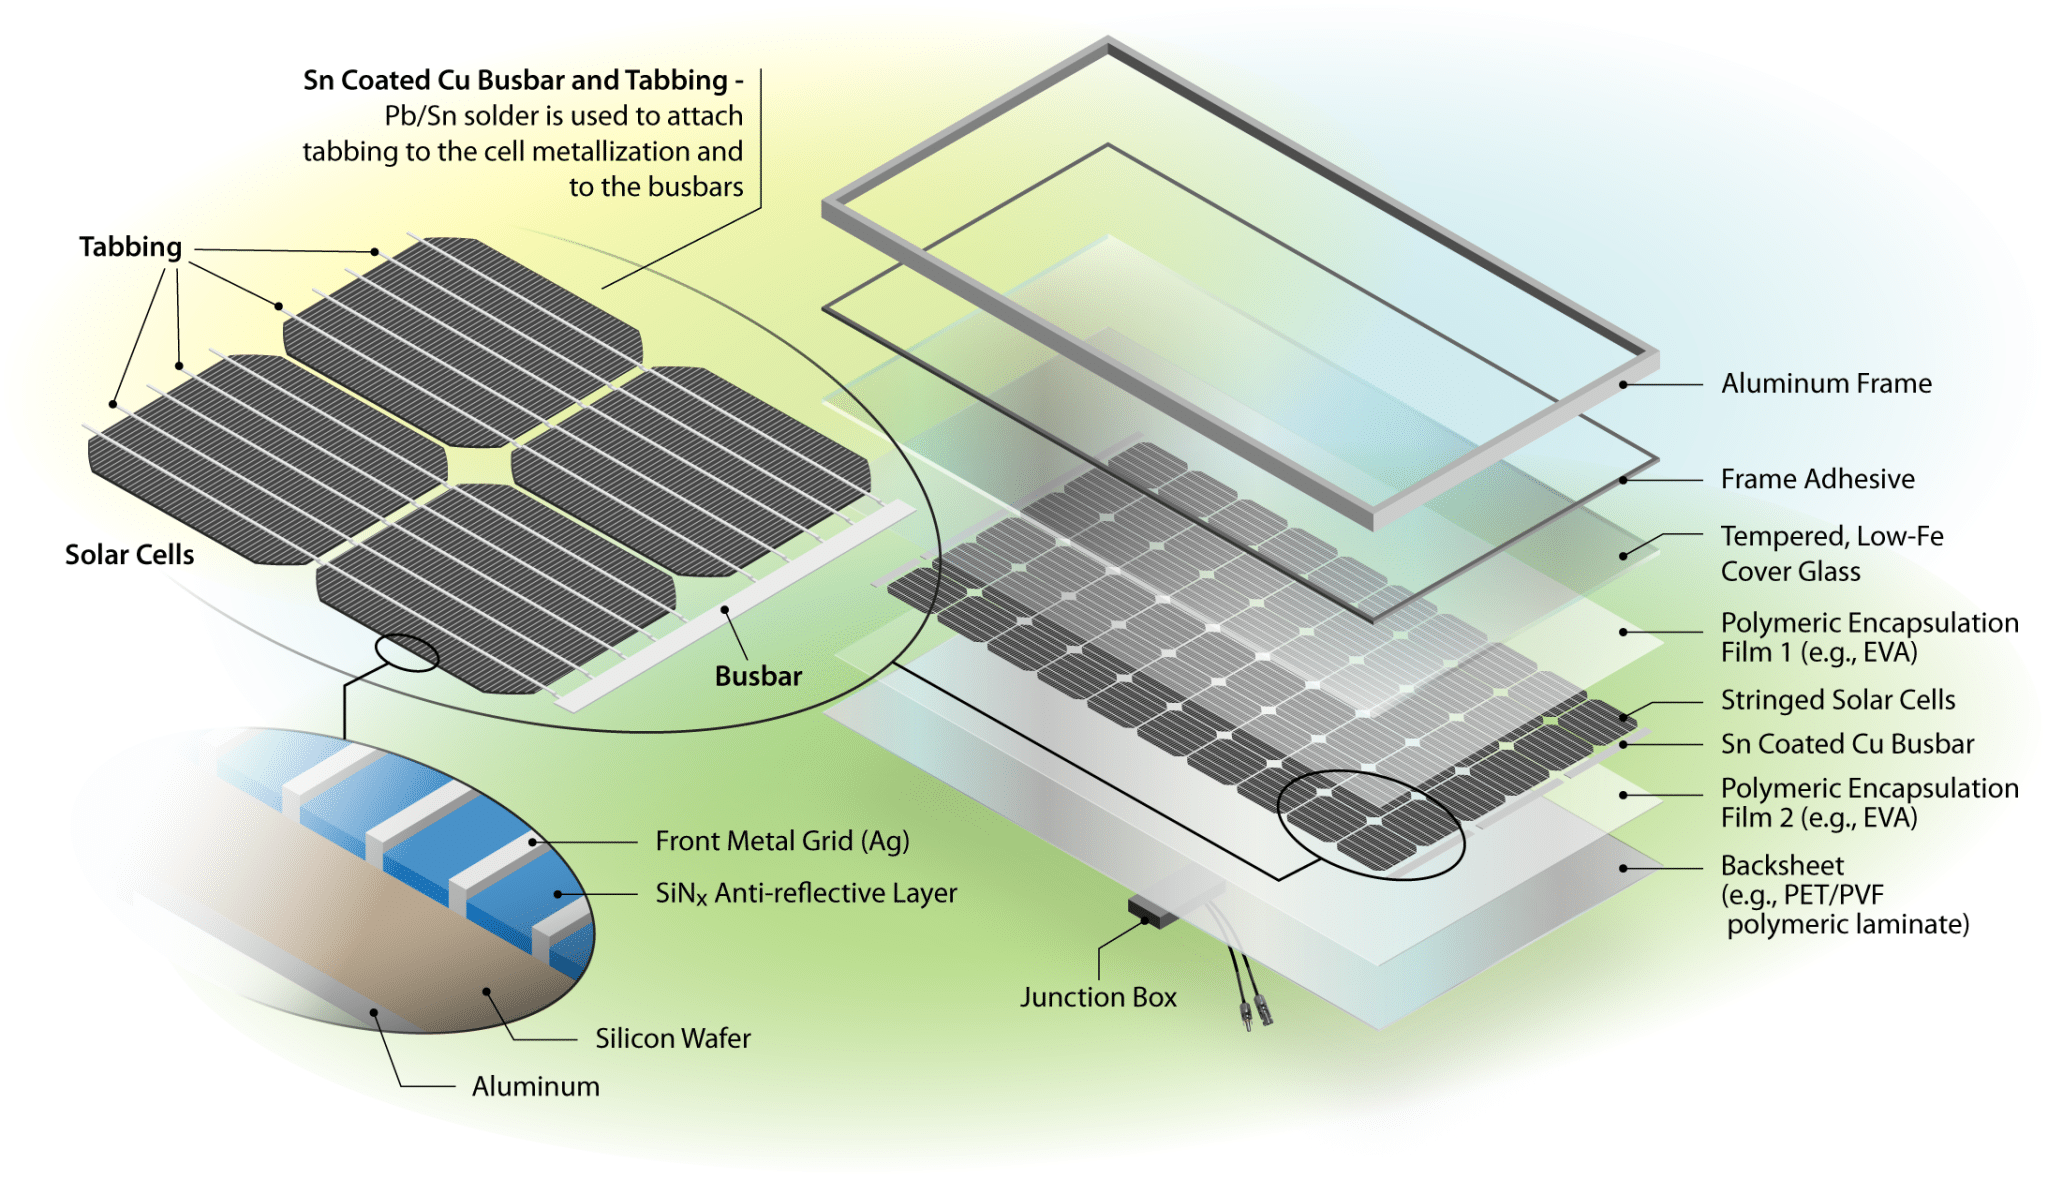 Sn Coated Cu Busbar and Tabbing -
Pb/Sn solder is used to attach
tabbing to the cell metallization and
to the busbars
Tabbing
Solar Cells
Busbar
Front Metal Grid (Ag)
SiNₓ Anti-reflective Layer
Silicon Wafer
Aluminum
Aluminum Frame
Frame Adhesive
Tempered, Low-Fe
Cover Glass
Polymeric Encapsulation
Film 1 (e.g., EVA)
Stringed Solar Cells
Sn Coated Cu Busbar
Polymeric Encapsulation
Film 2 (e.g., EVA)
Backsheet
(e.g., PET/PVF
polymeric laminate)
Junction Box